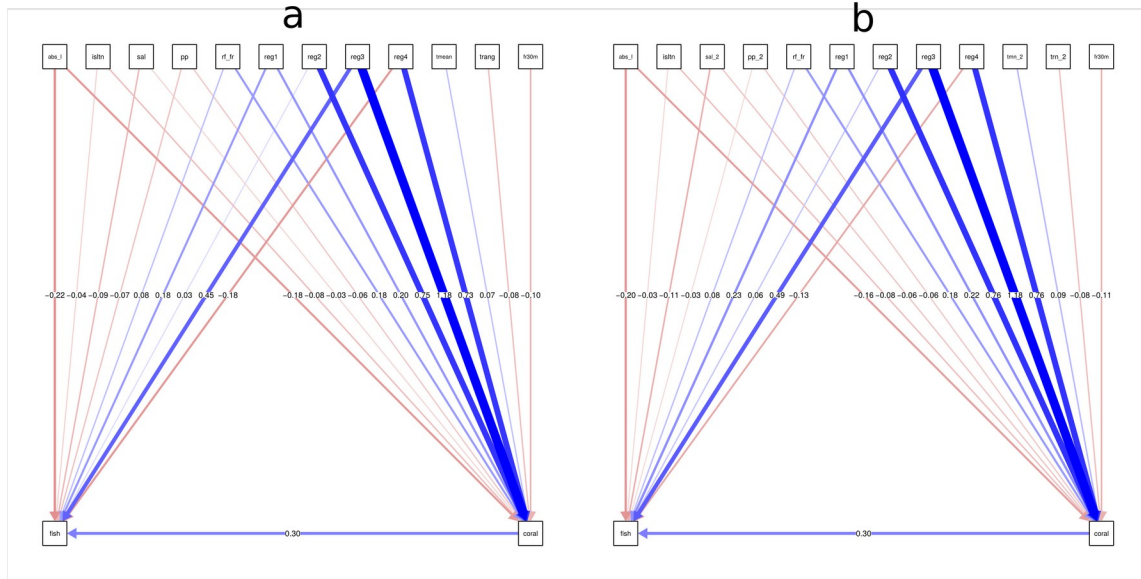 a b
abs_l isltn sal pp rf_fr reg1 reg2 reg3 reg4 tmean trang fr30m abs_l isltn sal_2 pp_2 rf_fr reg1 reg2 reg3 reg4 tmn_2 trn_2 fr30m
−0.22 −0.04 −0.09 −0.07 0.08 0.18 0.03 0.45 −0.18 −0.18 −0.08 −0.03 −0.06 0.18 0.20 0.75 1.18 0.73 0.07 −0.08 −0.10 −0.20 −0.03 −0.11 −0.03 0.08 0.23 0.06 0.49 −0.13 −0.16 −0.08 −0.06 −0.06 0.18 0.22 0.76 1.18 0.76 0.09 −0.08 −0.11
fish 0.30 coral fish 0.30 coral